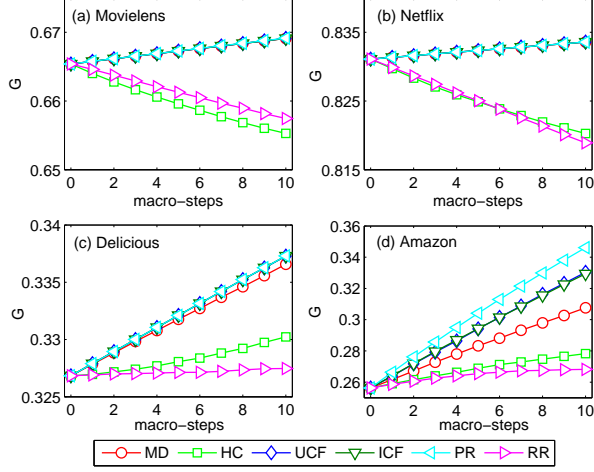 (a) Movielens
0.67
0.66
0.65
G
0 2 4 6 8 10
macro-steps
(b) Netflix
0.835
0.825
0.815
G
0 2 4 6 8 10
macro-steps
(c) Delicious
0.34
0.335
0.33
0.325
G
0 2 4 6 8 10
macro-steps
(d) Amazon
0.36
0.34
0.32
0.3
0.28
0.26
G
0 2 4 6 8 10
macro-steps
MD HC UCF ICF PR RR